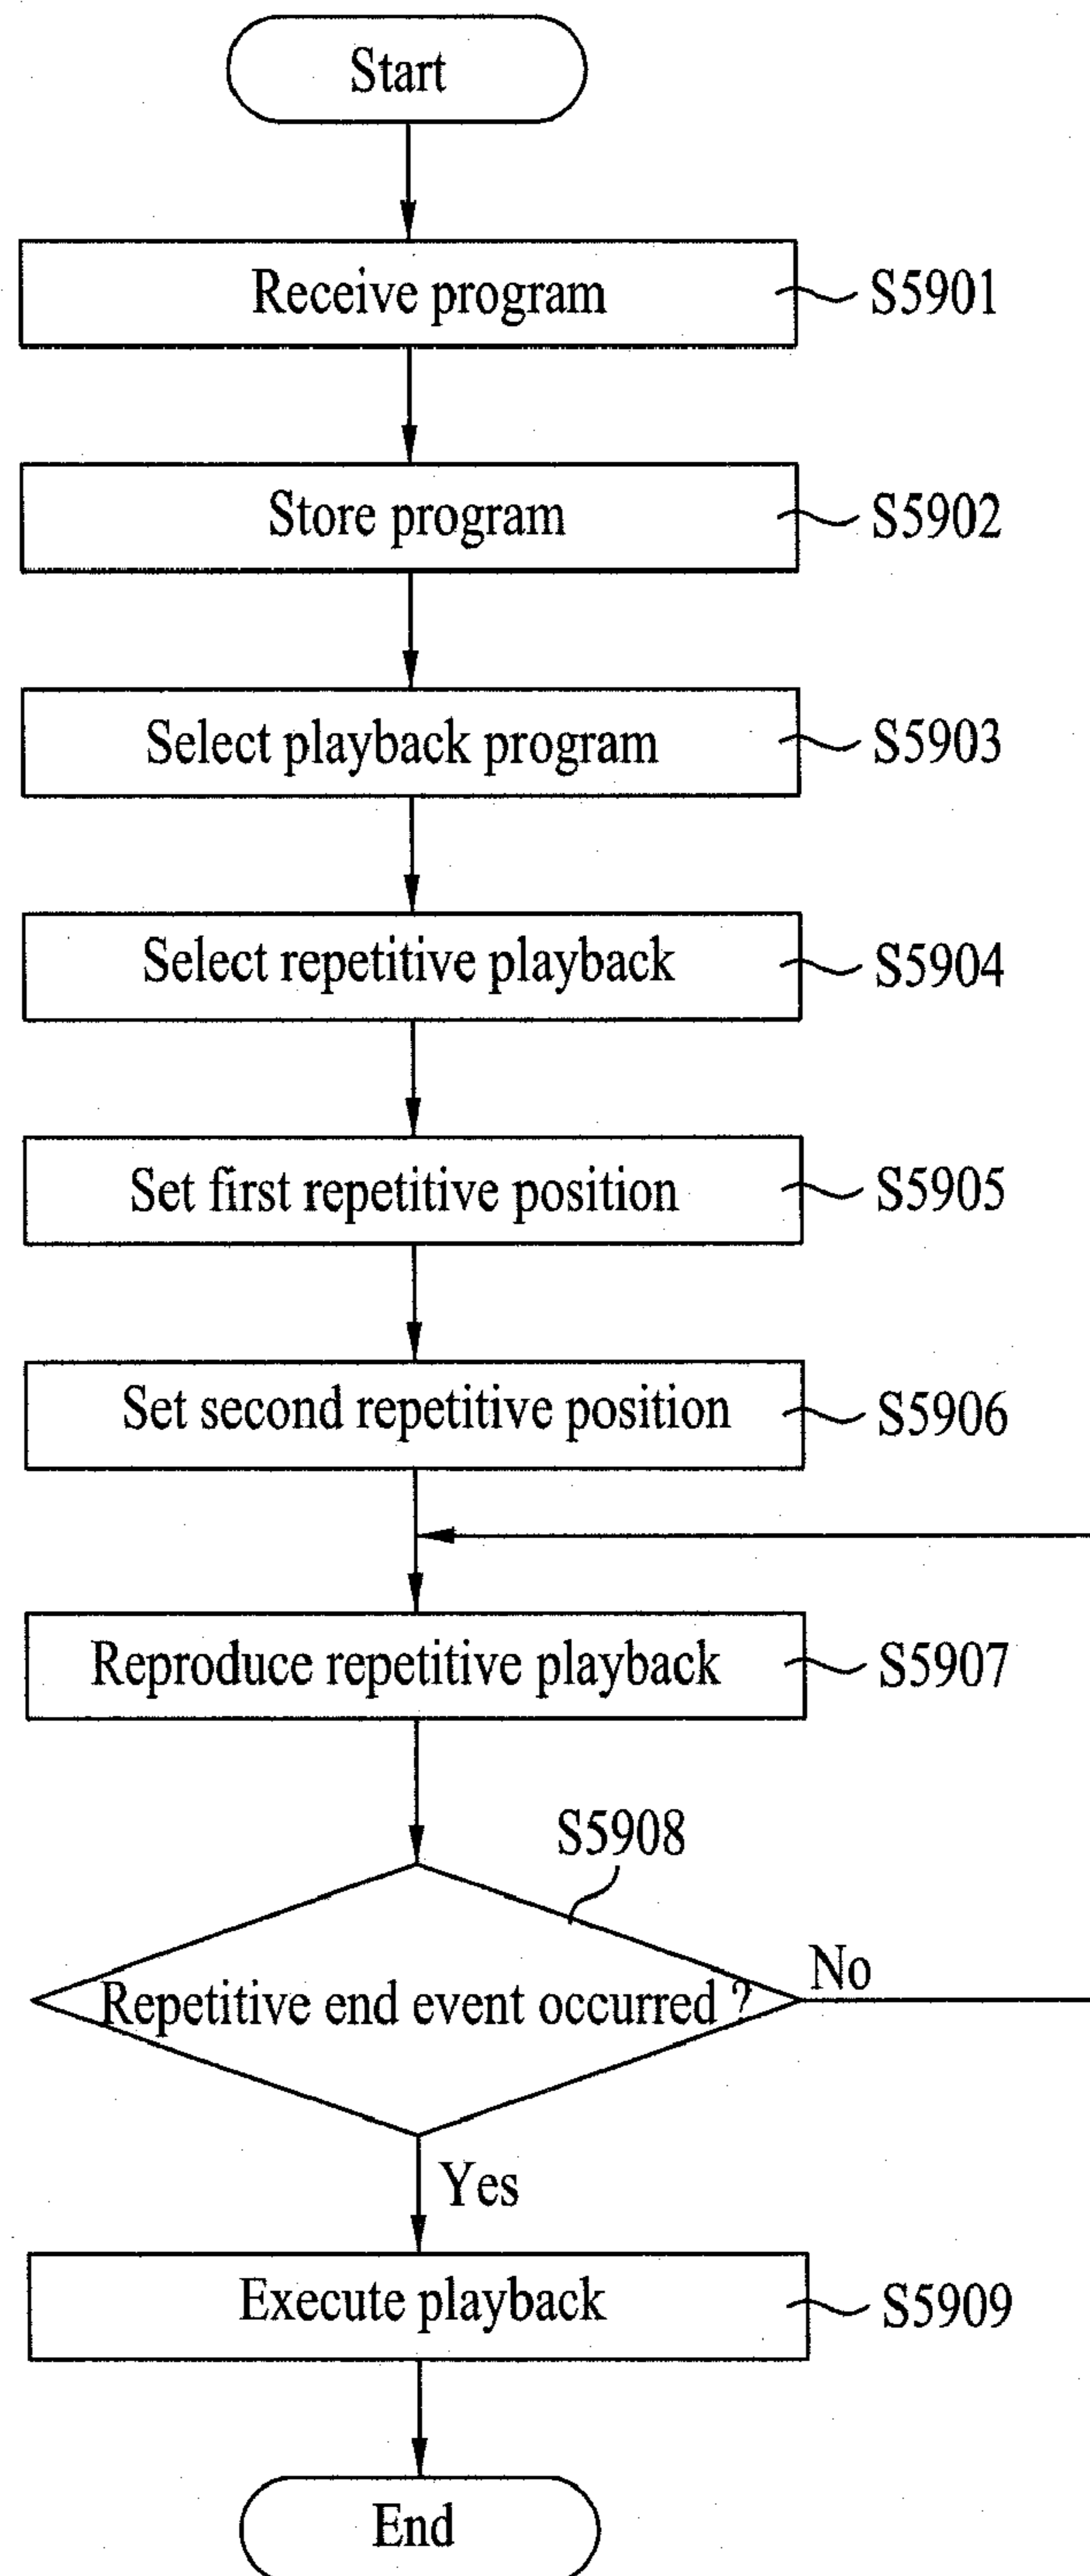 Start
Receive program
S5901
Store program
S5902
Select playback program
S5903
Select repetitive playback
S5904
Set first repetitive position
S5905
Set second repetitive position
S5906
Reproduce repetitive playback
S5907
S5908
Repetitive end event occurred ?
No
Yes
Execute playback
S5909
End